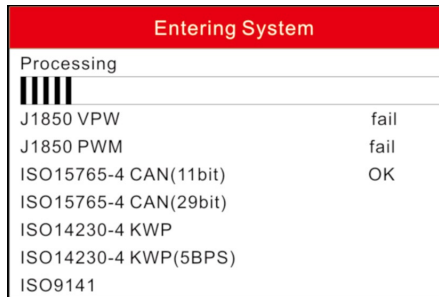 Entering System
Processing
J1850 VPW fail
J1850 PWM fail
ISO15765-4 CAN(11bit) OK
ISO15765-4 CAN(29bit)
ISO14230-4 KWP
ISO14230-4 KWP(5BPS)
ISO9141